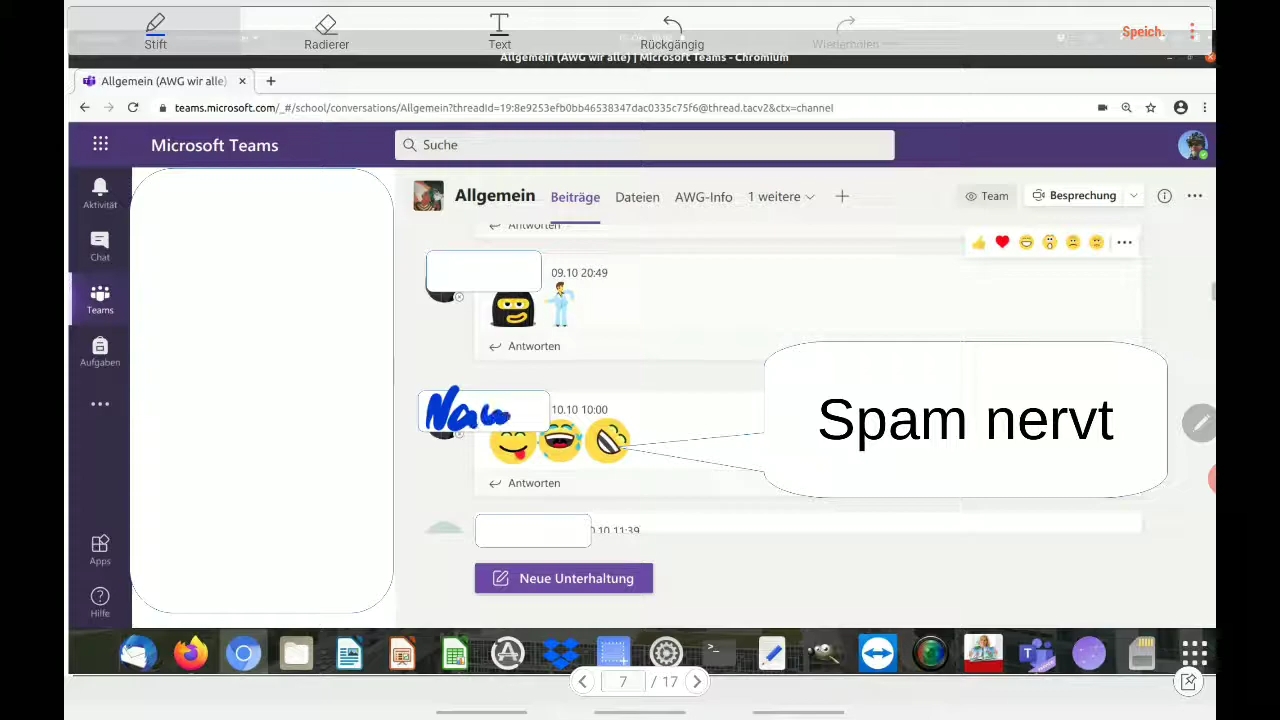 Stift
Radierer
Text
Rückgängig
Wiederholen
Speich.
Allgemein (AWG wir alle) | Microsoft Teams - Chromium
Allgemein (AWG wir alle)
teams.microsoft.com/_#/school/conversations/Allgemein?threadId=19:8e9253efb0bb46538347dac0335c75f6@thread.tacv2&ctx=channel
Microsoft Teams
Suche
Aktivität
Chat
Teams
Aufgaben
Apps
Hilfe
Allgemein
Beiträge
Dateien
AWG-Info
1 weitere
Team
Besprechung
Antworten
09.10 20:49
Antworten
10.10 10:00
Spam nervt
Antworten
11:39
Neue Unterhaltung
7 / 17